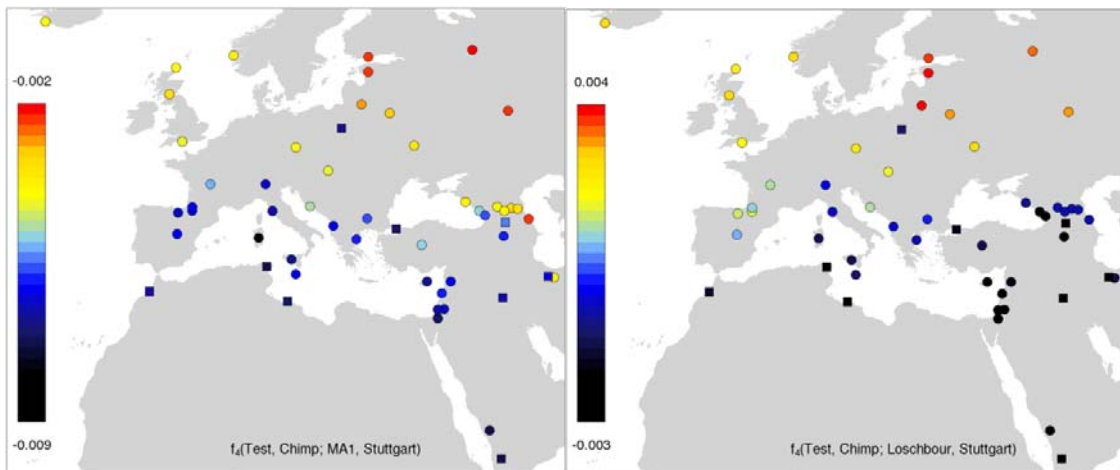 -0.002
-0.009
f₄(Test, Chimp; MA1, Stuttgart)
0.004
-0.003
f₄(Test, Chimp; Loschbour, Stuttgart)